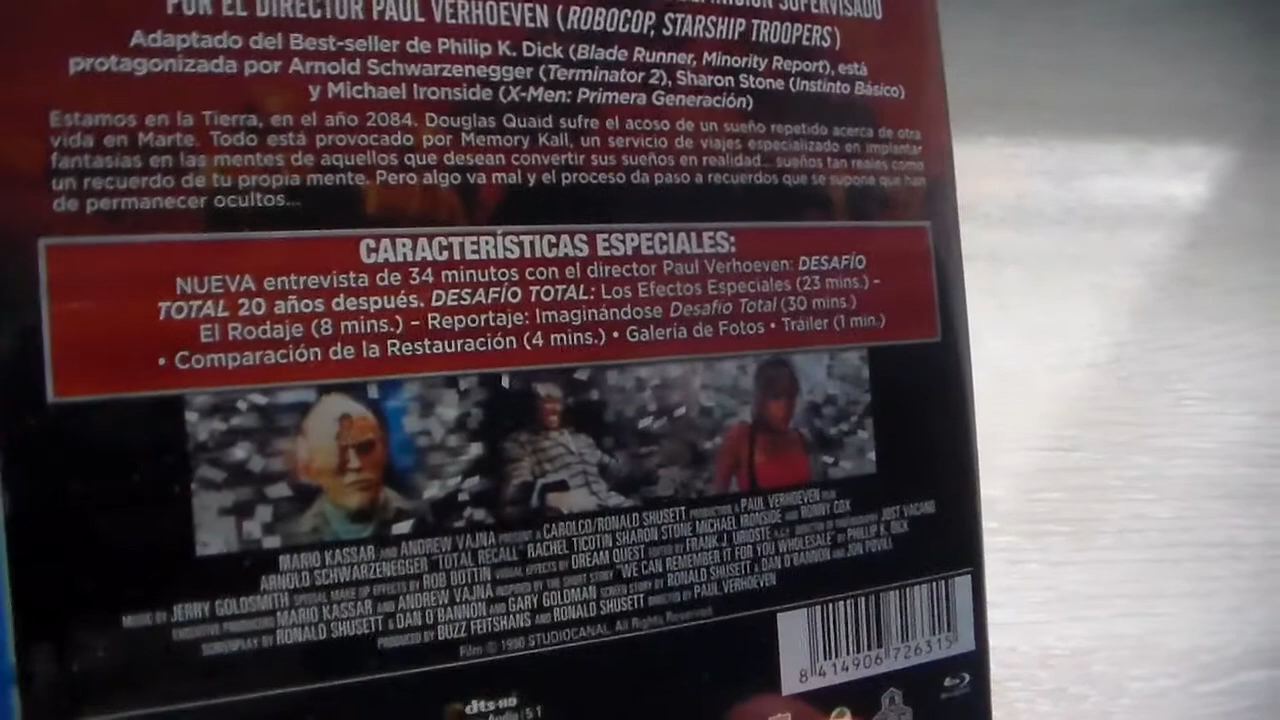 POR EL DIRECTOR PAUL VERHOEVEN (ROBOCOP, STARSHIP TROOPERS)
Adaptado del Best-seller de Philip K. Dick (Blade Runner, Minority Report), está
protagonizada por Arnold Schwarzenegger (Terminator 2), Sharon Stone (Instinto Básico)
y Michael Ironside (X-Men: Primera Generación)
Estamos en la Tierra, en el año 2084. Douglas Quaid sufre el acoso de un sueño repetido acerca de otra
vida en Marte. Todo está provocado por Memory Kall, un servicio de viajes especializado en implantar
fantasías en las mentes de aquellos que desean convertir sus sueños en realidad... sueños tan reales como
un recuerdo de tu propia mente. Pero algo va mal y el proceso da paso a recuerdos que se supone que han
de permanecer ocultos...
CARACTERÍSTICAS ESPECIALES:
NUEVA entrevista de 34 minutos con el director Paul Verhoeven: DESAFÍO
TOTAL 20 años después. DESAFÍO TOTAL: Los Efectos Especiales (23 mins.) -
El Rodaje (8 mins.) - Reportaje: Imaginándose Desafío Total (30 mins.)
• Comparación de la Restauración (4 mins.) • Galería de Fotos • Tráiler (1 min.)
MARIO KASSAR AND ANDREW VAJNA PRESENT A CAROLCO/RONALD SHUSETT PRODUCTION A PAUL VERHOEVEN FILM
ARNOLD SCHWARZENEGGER "TOTAL RECALL" RACHEL TICOTIN SHARON STONE MICHAEL IRONSIDE AND RONNY COX
MUSIC BY JERRY GOLDSMITH SPECIAL MAKE UP EFFECTS BY ROB BOTTIN VISUAL EFFECTS BY DREAM QUEST EDITED BY FRANK J. URIOSTE A.C.E. DIRECTOR OF PHOTOGRAPHY JOST VACANO
EXECUTIVE PRODUCERS MARIO KASSAR AND ANDREW VAJNA INSPIRED BY THE SHORT STORY "WE CAN REMEMBER IT FOR YOU WHOLESALE" BY PHILLIP K. DICK
SCREENPLAY BY RONALD SHUSETT & DAN O'BANNON AND GARY GOLDMAN SCREEN STORY BY RONALD SHUSETT & DAN O'BANNON AND JON POVILL
PRODUCED BY BUZZ FEITSHANS AND RONALD SHUSETT DIRECTED BY PAUL VERHOEVEN
Film © 1990 STUDIOCANAL. All Rights Reserved
8 414906 726315
dts-HD
Audio 5.1